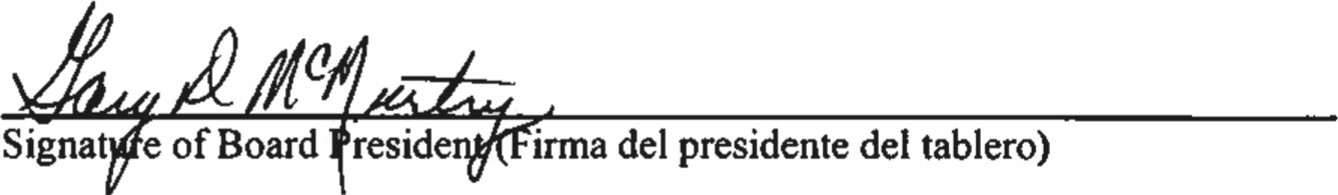 Gary D McMurtry
Signature of Board President (Firma del presidente del tablero)